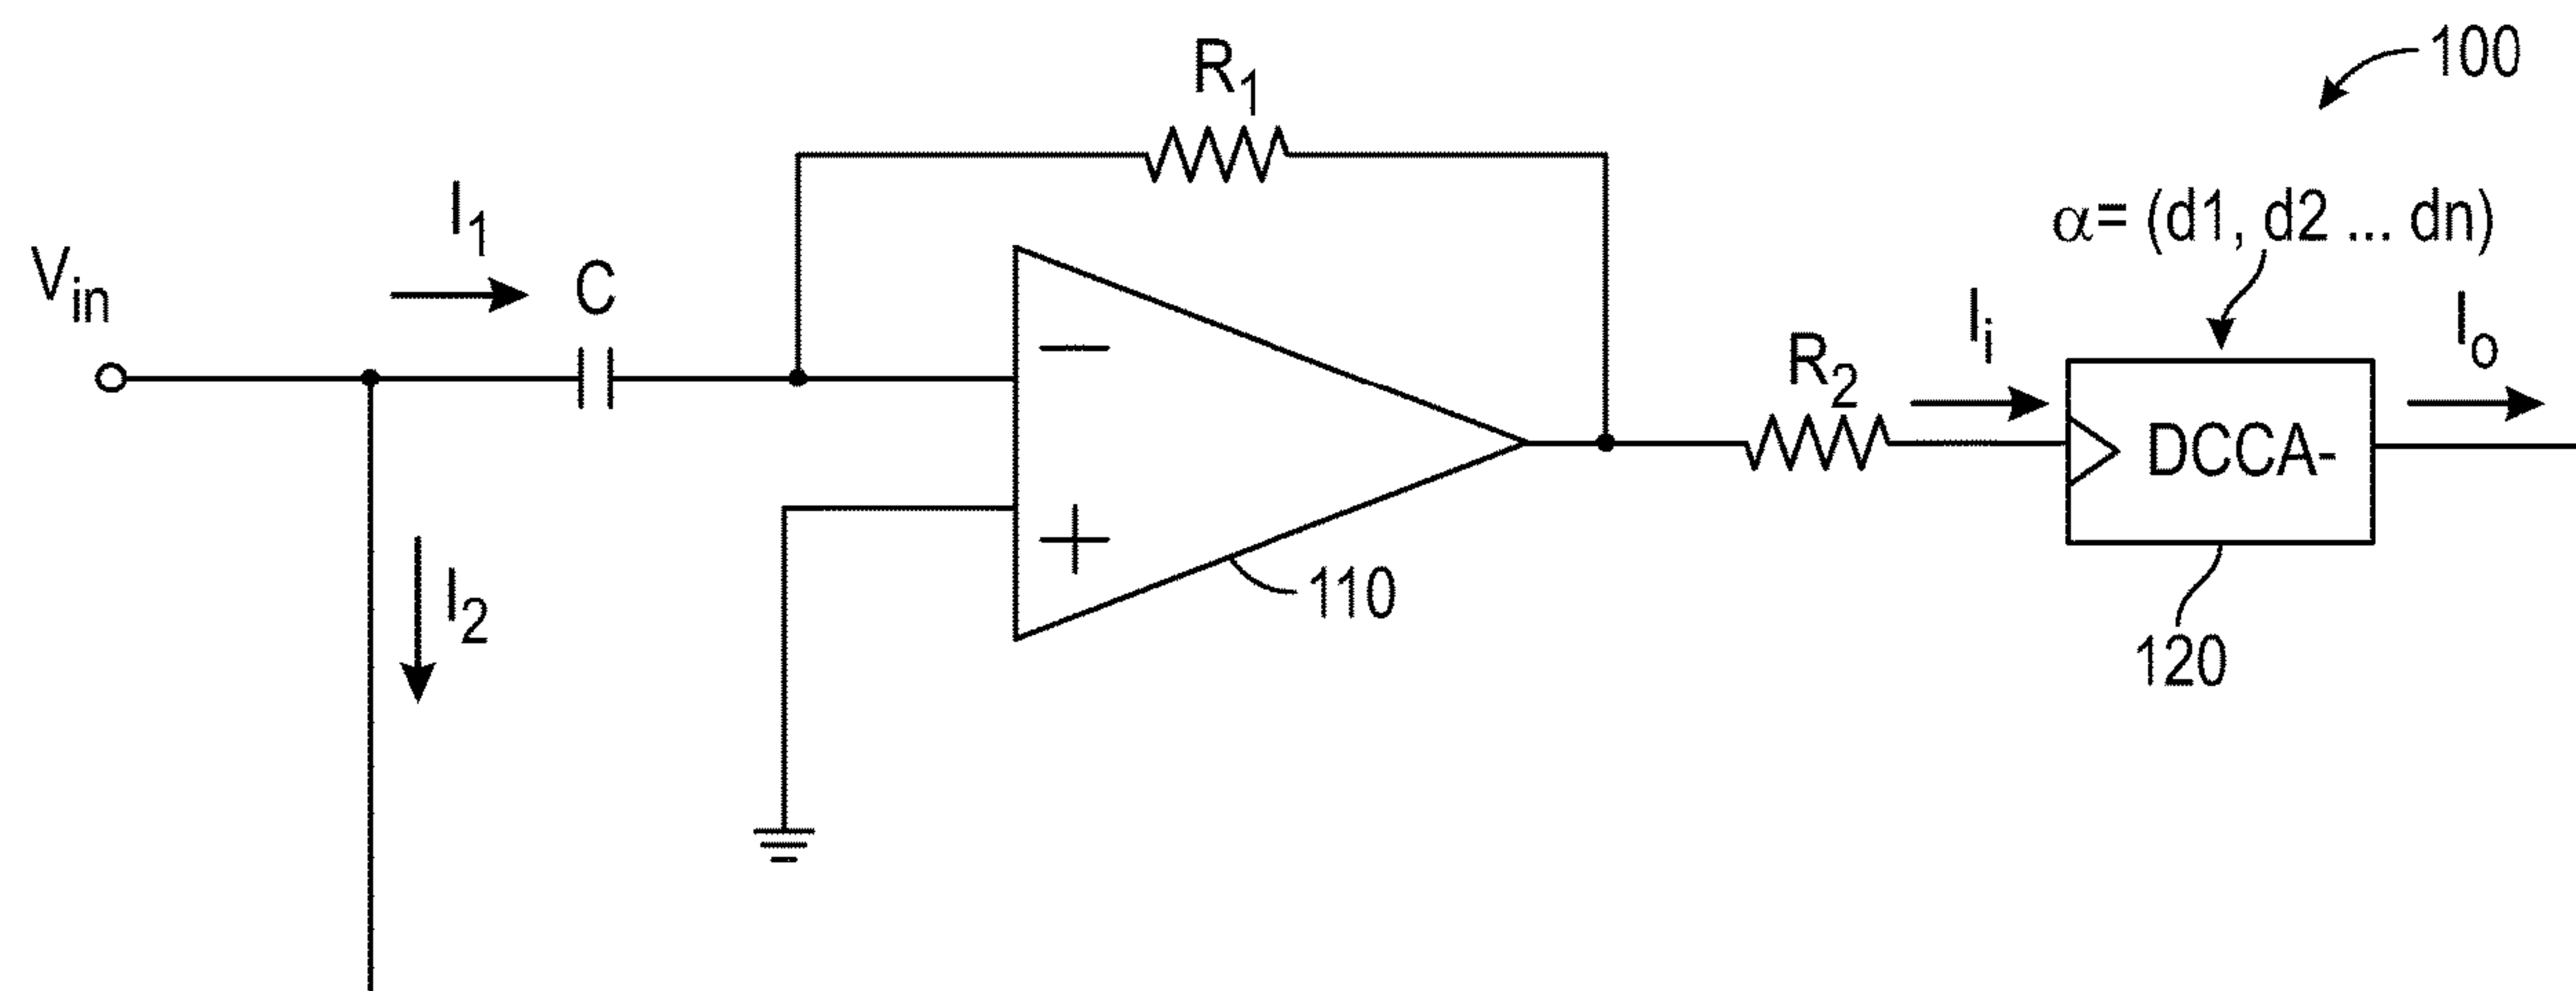 R1
100
I1
α= (d1, d2 ... dn)
Vin
C
Ii
Io
R2
−
DCCA-
+
110
I2
120